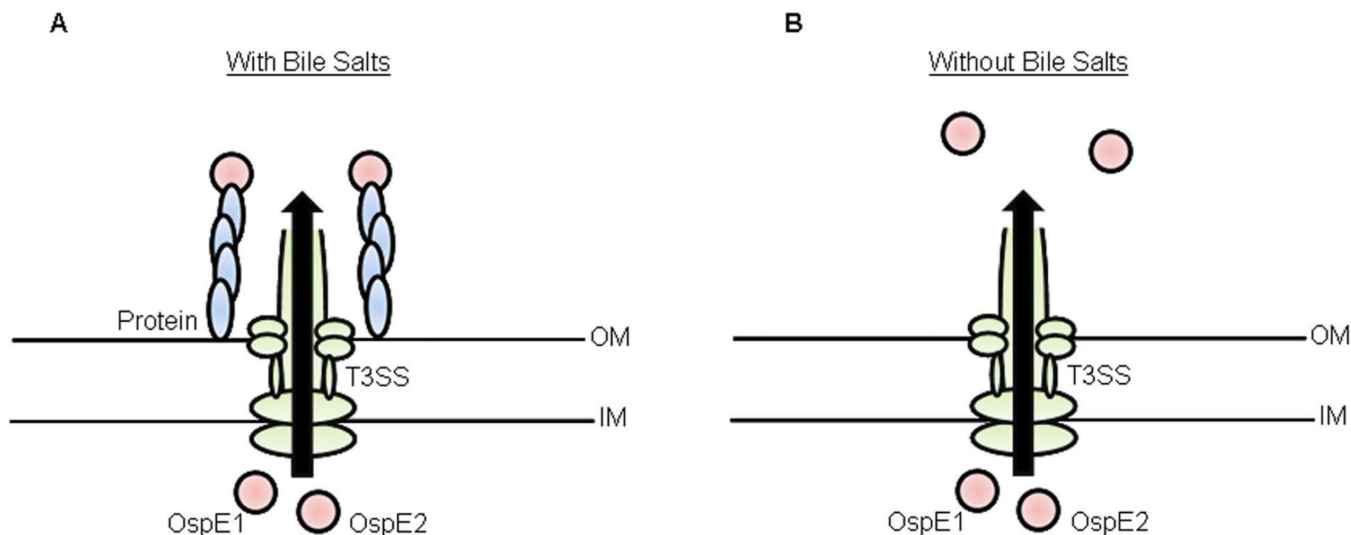 A
With Bile Salts
Protein
OM
T3SS
IM
OspE1
OspE2
B
Without Bile Salts
OM
T3SS
IM
OspE1
OspE2